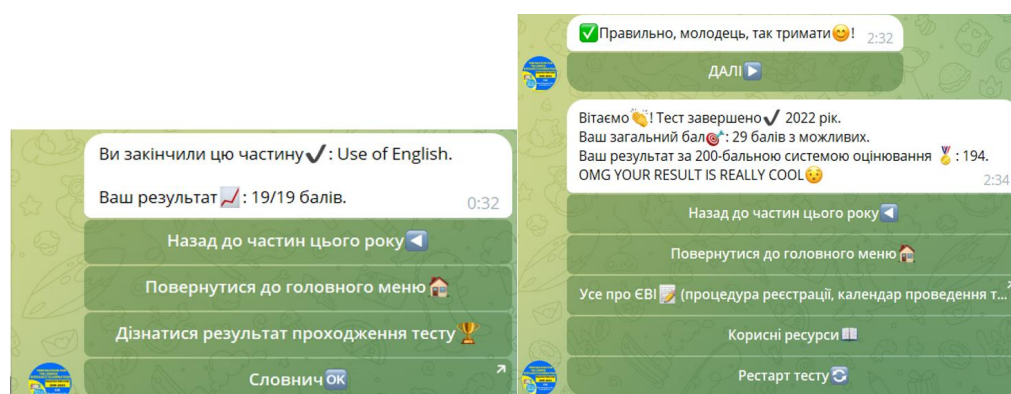 Ви закінчили цю частину✔: Use of English.
Ваш результат📈: 19/19 балів.
0:32
Назад до частин цього року◀
Повернутися до головного меню🏠
Дізнатися результат проходження тесту🏆
Словнич🆗
✅Правильно, молодець, так тримати😊!
2:32
ДАЛІ▶
Вітаємо👏! Тест завершено✔ 2022 рік.
Ваш загальний бал🎯: 29 балів з можливих.
Ваш результат за 200-бальною системою оцінювання 🏅: 194.
OMG YOUR RESULT IS REALLY COOL😯
2:34
Назад до частин цього року◀
Повернутися до головного меню🏠
Усе про ЄВІ📝 (процедура реєстрації, календар проведення т...
Корисні ресурси📖
Рестарт тесту🔄